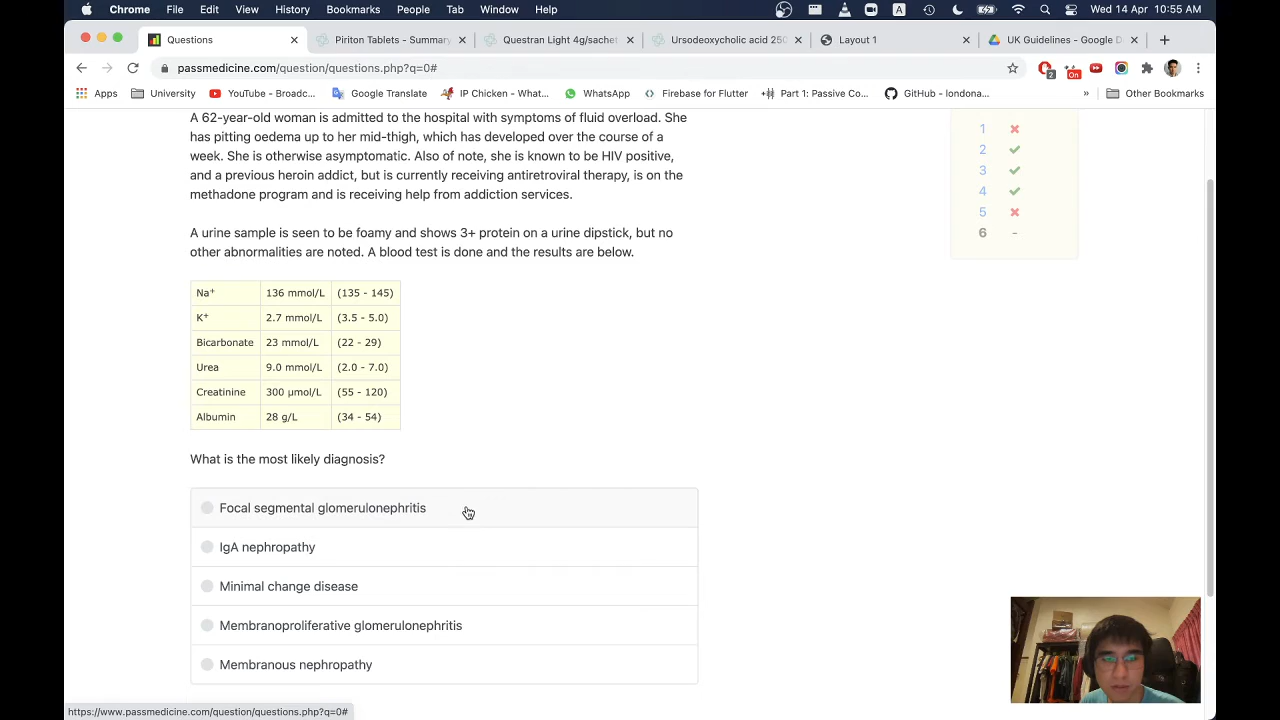 Chrome File Edit View History Bookmarks People Tab Window Help A Wed 14 Apr 10:55 AM
Questions Piriton Tablets - Summary Questran Light 4g/sachet Ursodeoxycholic acid 250 UK Guidelines - Google D
passmedicine.com/question/questions.php?q=0#
2 On
Apps University YouTube - Broadc... Google Translate IP Chicken - What... WhatsApp Firebase for Flutter Part 1: Passive Co... GitHub - londona... » Other Bookmarks
A 62-year-old woman is admitted to the hospital with symptoms of fluid overload. She
has pitting oedema up to her mid-thigh, which has developed over the course of a
week. She is otherwise asymptomatic. Also of note, she is known to be HIV positive,
and a previous heroin addict, but is currently receiving antiretroviral therapy, is on the
methadone program and is receiving help from addiction services.
A urine sample is seen to be foamy and shows 3+ protein on a urine dipstick, but no
other abnormalities are noted. A blood test is done and the results are below.
Na⁺ 136 mmol/L (135 - 145)
K⁺ 2.7 mmol/L (3.5 - 5.0)
Bicarbonate 23 mmol/L (22 - 29)
Urea 9.0 mmol/L (2.0 - 7.0)
Creatinine 300 µmol/L (55 - 120)
Albumin 28 g/L (34 - 54)
What is the most likely diagnosis?
Focal segmental glomerulonephritis
IgA nephropathy
Minimal change disease
Membranoproliferative glomerulonephritis
Membranous nephropathy
1
2
3
4
5
6 -
https://www.passmedicine.com/question/questions.php?q=0#